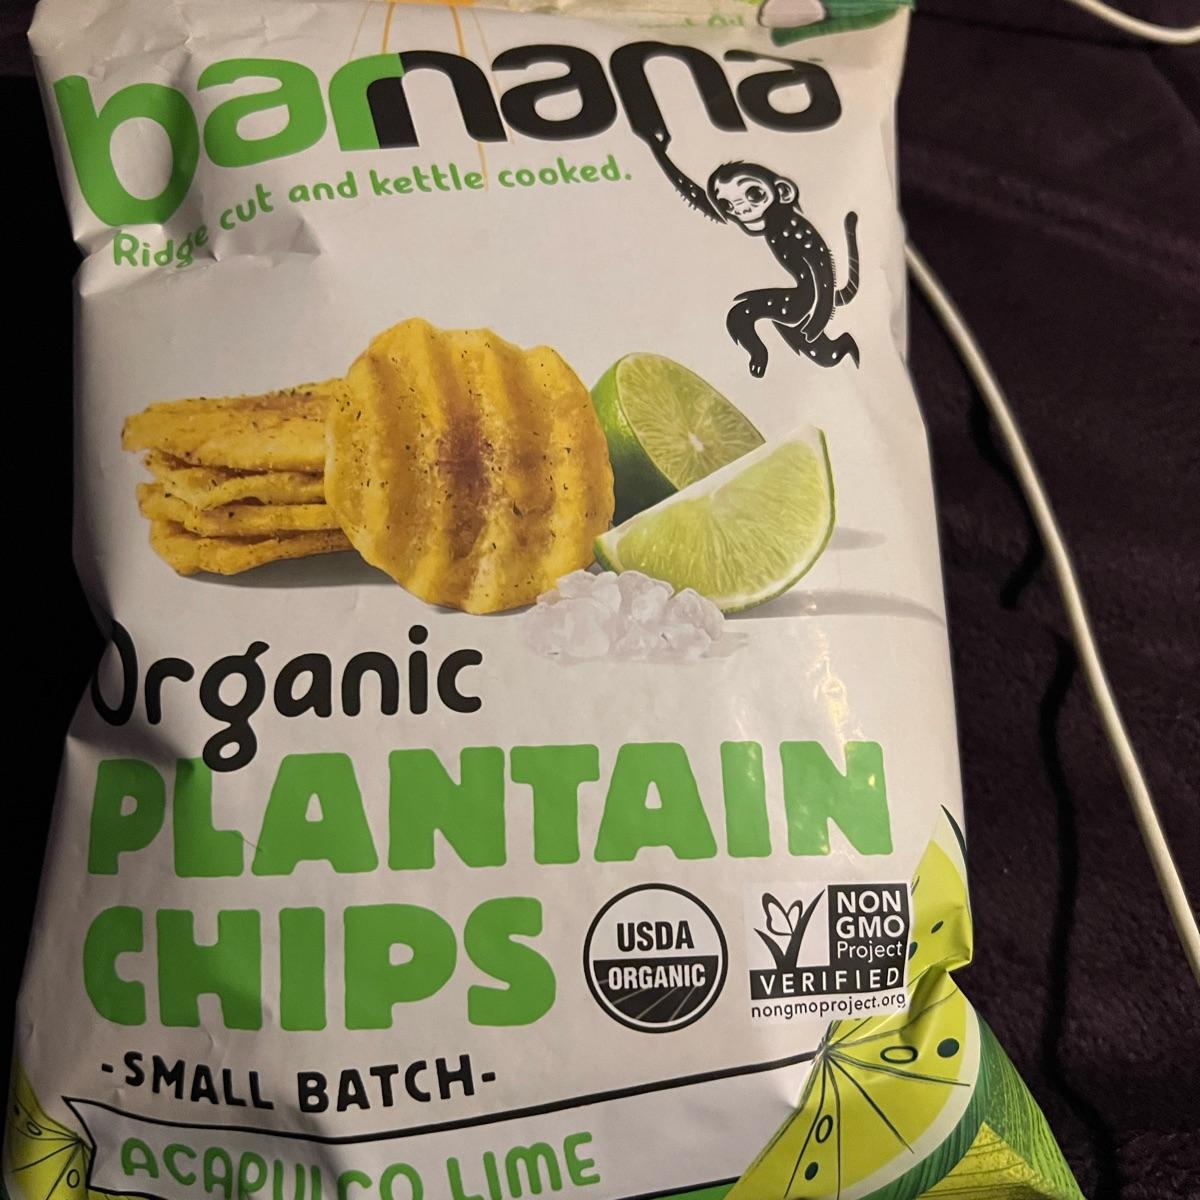 barnana
Ridge cut and kettle cooked.
Organic
PLANTAIN
CHIPS
USDA
ORGANIC
NON
GMO
Project
VERIFIED
nongmoproject.org
-SMALL BATCH-
ACAPULCO LIME